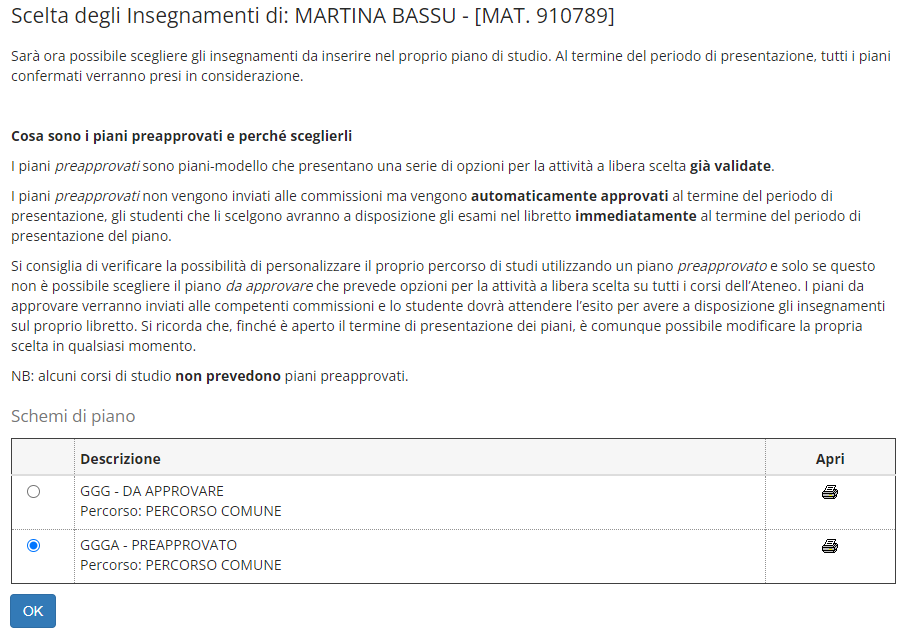 Scelta degli Insegnamenti di: MARTINA BASSU - [MAT. 910789]
Sarà ora possibile scegliere gli insegnamenti da inserire nel proprio piano di studio. Al termine del periodo di presentazione, tutti i piani
confermati verranno presi in considerazione.
Cosa sono i piani preapprovati e perché sceglierli
I piani preapprovati sono piani-modello che presentano una serie di opzioni per la attività a libera scelta già validate.
I piani preapprovati non vengono inviati alle commissioni ma vengono automaticamente approvati al termine del periodo di
presentazione, gli studenti che li scelgono avranno a disposizione gli esami nel libretto immediatamente al termine del periodo di
presentazione del piano.
Si consiglia di verificare la possibilità di personalizzare il proprio percorso di studi utilizzando un piano preapprovato e solo se questo
non è possibile scegliere il piano da approvare che prevede opzioni per la attività a libera scelta su tutti i corsi dell'Ateneo. I piani da
approvare verranno inviati alle competenti commissioni e lo studente dovrà attendere l'esito per avere a disposizione gli insegnamenti
sul proprio libretto. Si ricorda che, finché è aperto il termine di presentazione dei piani, è comunque possibile modificare la propria
scelta in qualsiasi momento.
NB: alcuni corsi di studio non prevedono piani preapprovati.
Schemi di piano
Descrizione Apri
GGG - DA APPROVARE
Percorso: PERCORSO COMUNE
GGGA - PREAPPROVATO
Percorso: PERCORSO COMUNE
OK